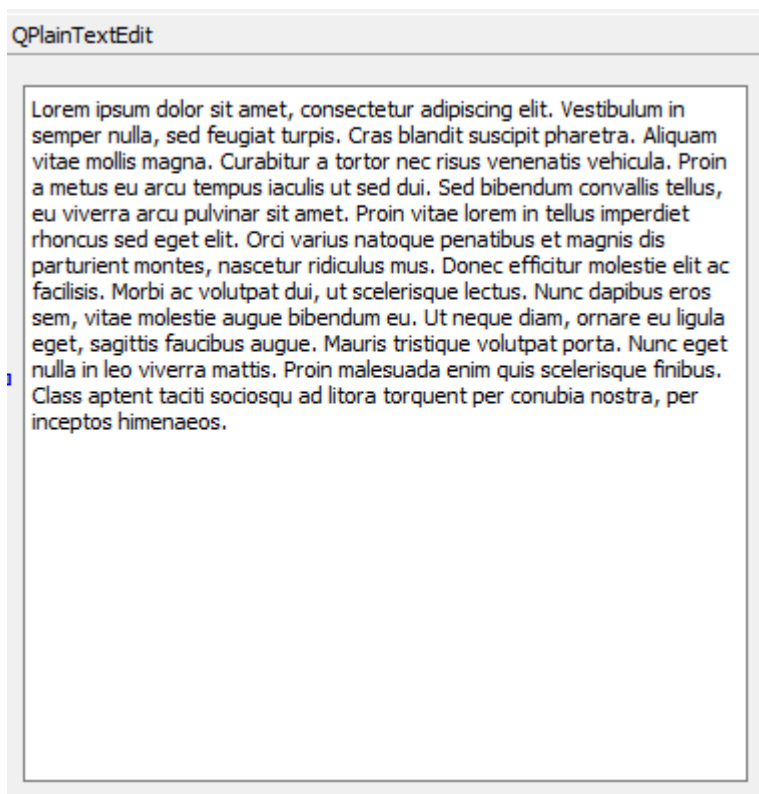 QPlainTextEdit
Lorem ipsum dolor sit amet, consectetur adipiscing elit. Vestibulum in
semper nulla, sed feugiat turpis. Cras blandit suscipit pharetra. Aliquam
vitae mollis magna. Curabitur a tortor nec risus venenatis vehicula. Proin
a metus eu arcu tempus iaculis ut sed dui. Sed bibendum convallis tellus,
eu viverra arcu pulvinar sit amet. Proin vitae lorem in tellus imperdiet
rhoncus sed eget elit. Orci varius natoque penatibus et magnis dis
parturient montes, nascetur ridiculus mus. Donec efficitur molestie elit ac
facilisis. Morbi ac volutpat dui, ut scelerisque lectus. Nunc dapibus eros
sem, vitae molestie augue bibendum eu. Ut neque diam, ornare eu ligula
eget, sagittis faucibus augue. Mauris tristique volutpat porta. Nunc eget
nulla in leo viverra mattis. Proin malesuada enim quis scelerisque finibus.
Class aptent taciti sociosqu ad litora torquent per conubia nostra, per
inceptos himenaeos.